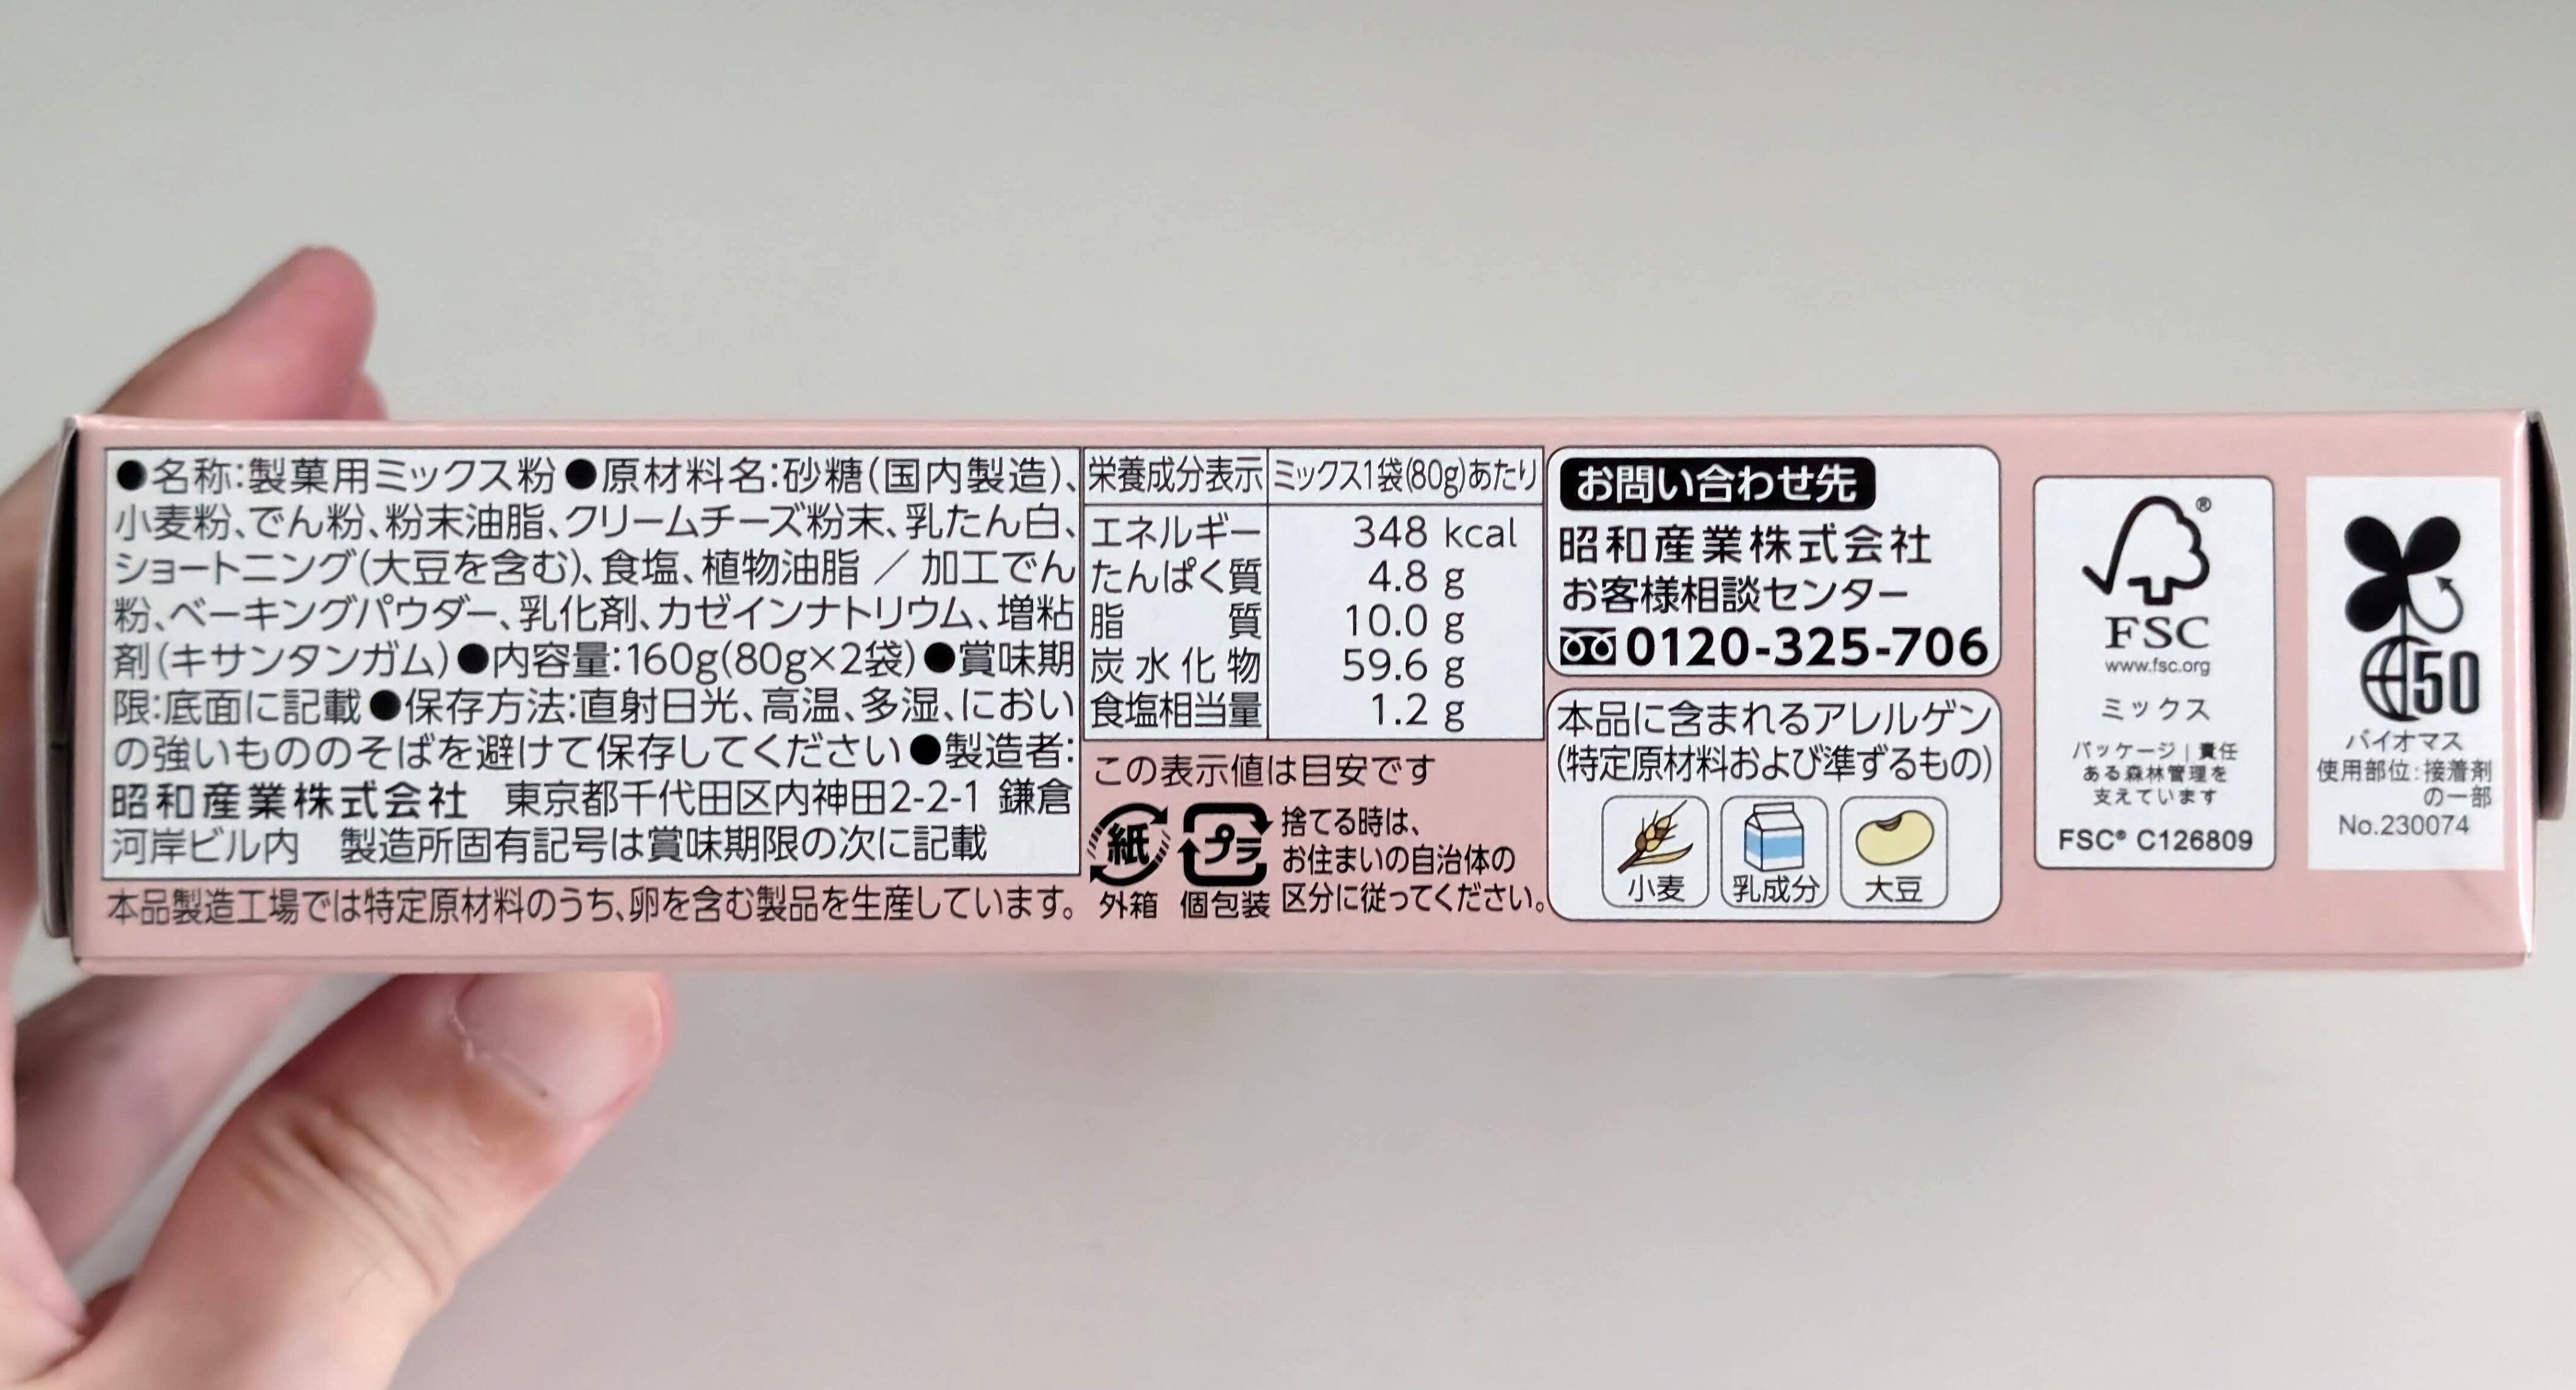 ●名称:製菓用ミックス粉●原材料名:砂糖(国内製造)、
小麦粉、でん粉、粉末油脂、クリームチーズ粉末、乳たん白、
ショートニング(大豆を含む)、食塩、植物油脂／加工でん
粉、ベーキングパウダー、乳化剤、カゼインナトリウム、増粘
剤(キサンタンガム)●内容量:160g(80g×2袋)●賞味期
限:底面に記載●保存方法:直射日光、高温、多湿、におい
の強いもののそばを避けて保存してください●製造者:
昭和産業株式会社　東京都千代田区内神田2-2-1 鎌倉
河岸ビル内　製造所固有記号は賞味期限の次に記載
本品製造工場では特定原材料のうち、卵を含む製品を生産しています。
栄養成分表示 ミックス1袋(80g)あたり
エネルギー 348 kcal
たんぱく質 4.8 g
脂質 10.0 g
炭水化物 59.6 g
食塩相当量 1.2 g
この表示値は目安です
紙
外箱
プラ
個包装
捨てる時は、
お住まいの自治体の
区分に従ってください。
お問い合わせ先
昭和産業株式会社
お客様相談センター
0120-325-706
本品に含まれるアレルゲン
(特定原材料および準ずるもの)
小麦 乳成分 大豆
®
FSC
www.fsc.org
ミックス
パッケージ｜責任
ある森林管理を
支えています
FSC® C126809
50
バイオマス
使用部位:接着剤
の一部
No.230074